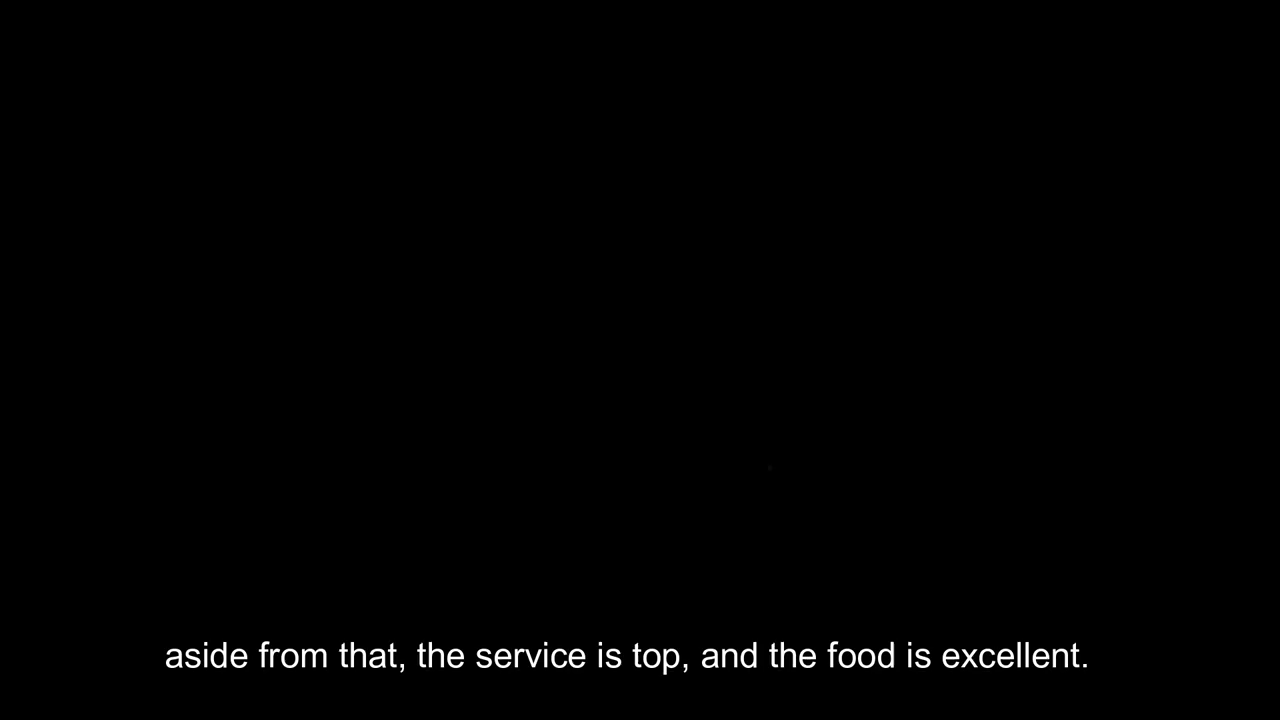 aside from that, the service is top, and the food is excellent.